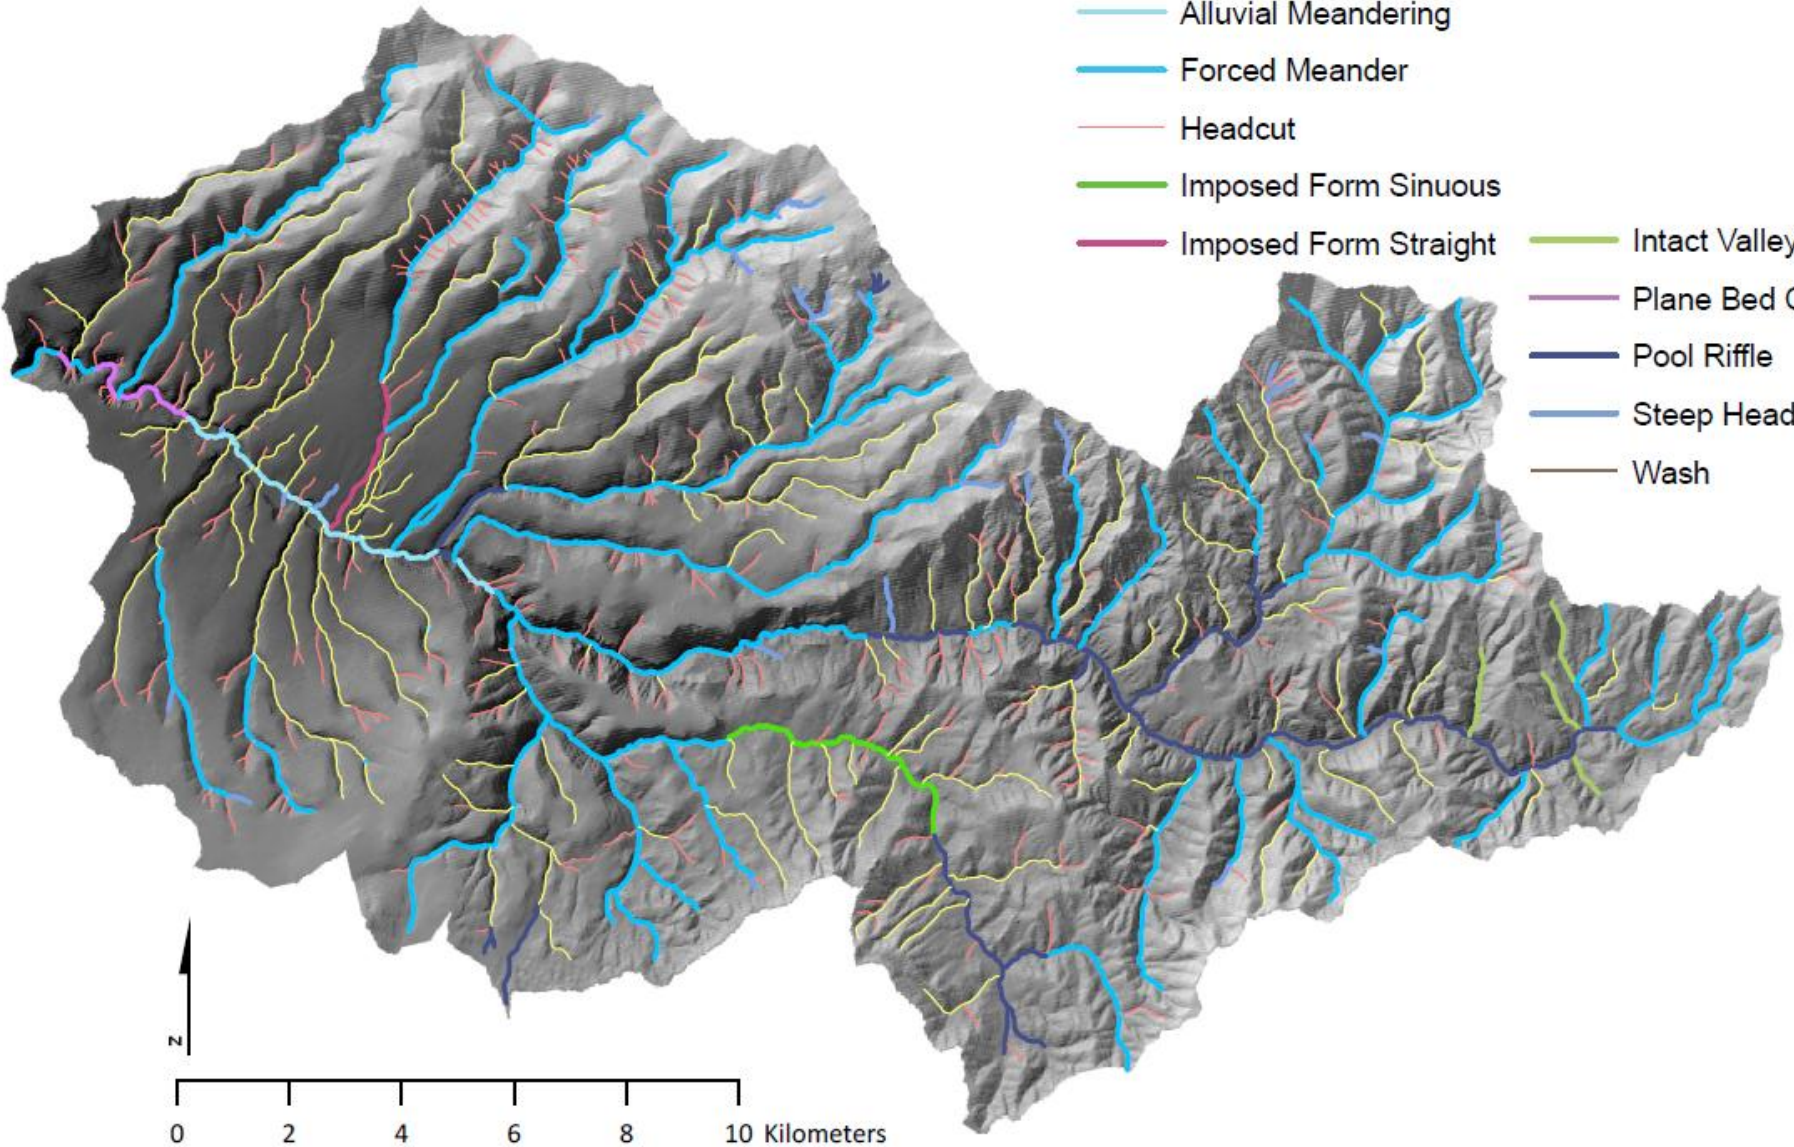 Alluvial Meandering
Forced Meander
Headcut
Imposed Form Sinuous
Imposed Form Straight
Intact Valley
Plane Bed
Pool Riffle
Steep Head
Wash
N
0 2 4 6 8 10 Kilometers